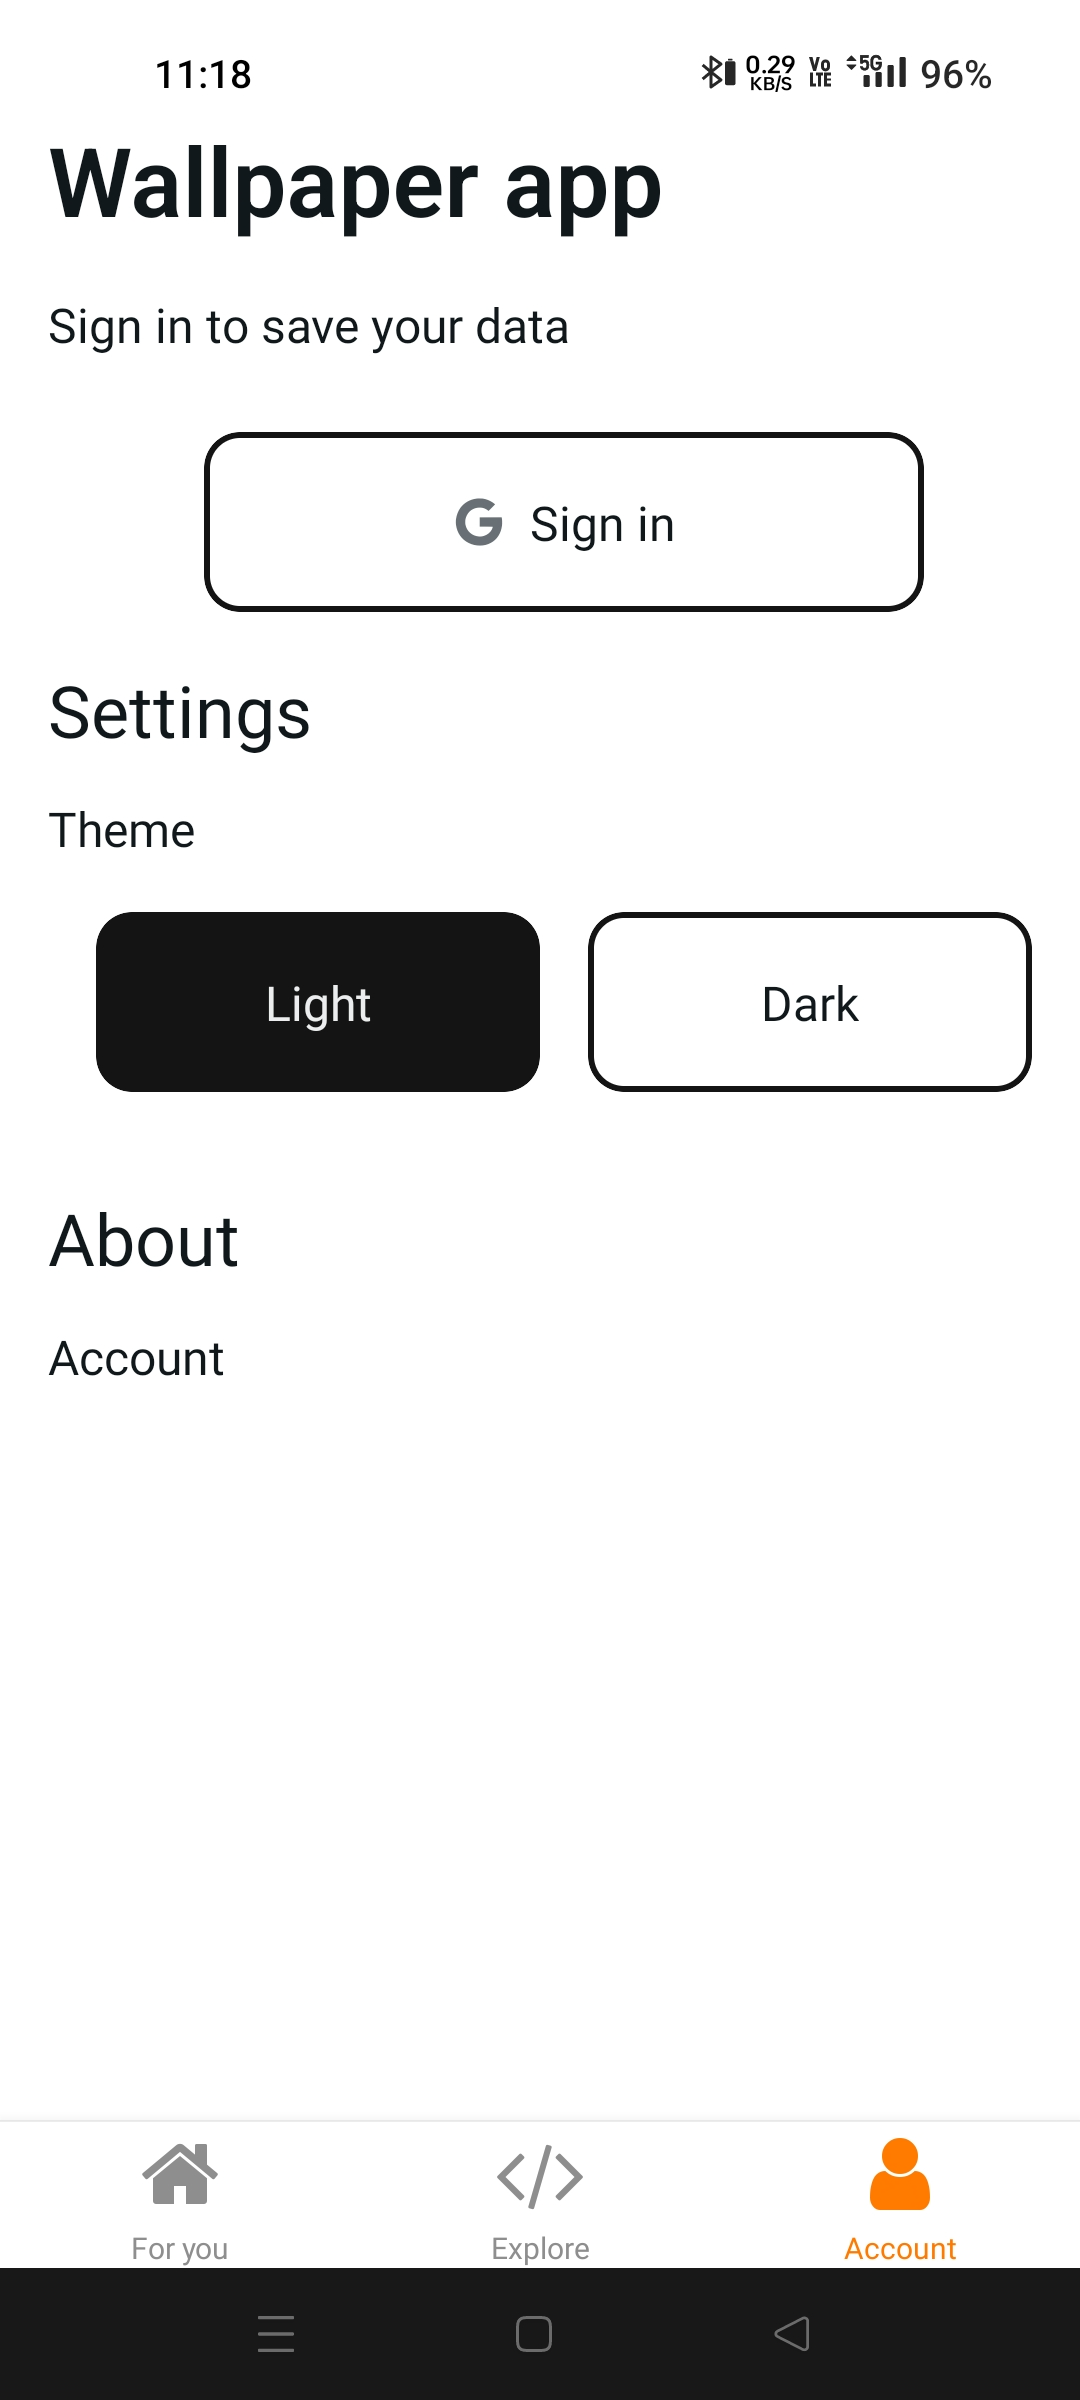 11:18 0.29 KB/S Vo LTE 5G 96%
Wallpaper app
Sign in to save your data
G Sign in
Settings
Theme
Light Dark
About
Account
For you Explore Account